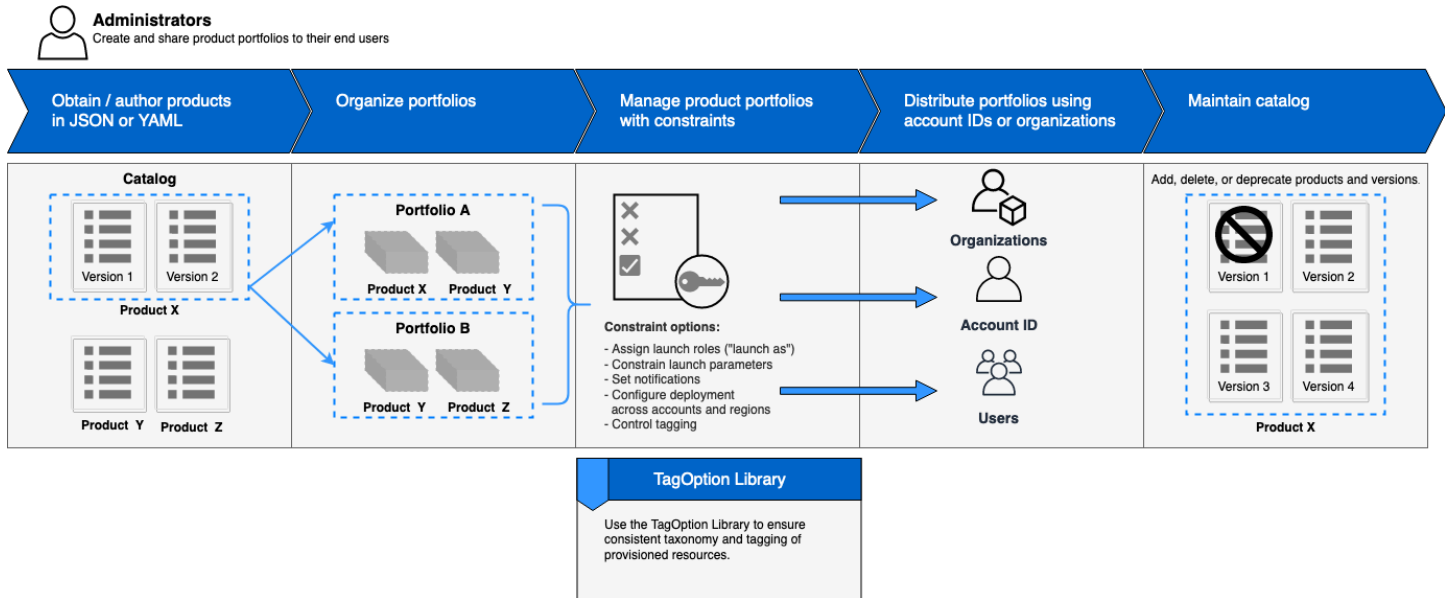 Administrators
Create and share product portfolios to their end users
Obtain / author products
in JSON or YAML
Organize portfolios
Manage product portfolios
with constraints
Distribute portfolios using
account IDs or organizations
Maintain catalog
Catalog
Version 1
Version 2
Product X
Product Y
Product Z
Portfolio A
Product X
Product Y
Portfolio B
Product Y
Product Z
Constraint options:
- Assign launch roles ("launch as")
- Constrain launch parameters
- Set notifications
- Configure deployment
across accounts and regions
- Control tagging
Organizations
Account ID
Users
Add, delete, or deprecate products and versions.
Version 1
Version 2
Version 3
Version 4
Product X
TagOption Library
Use the TagOption Library to ensure
consistent taxonomy and tagging of
provisioned resources.